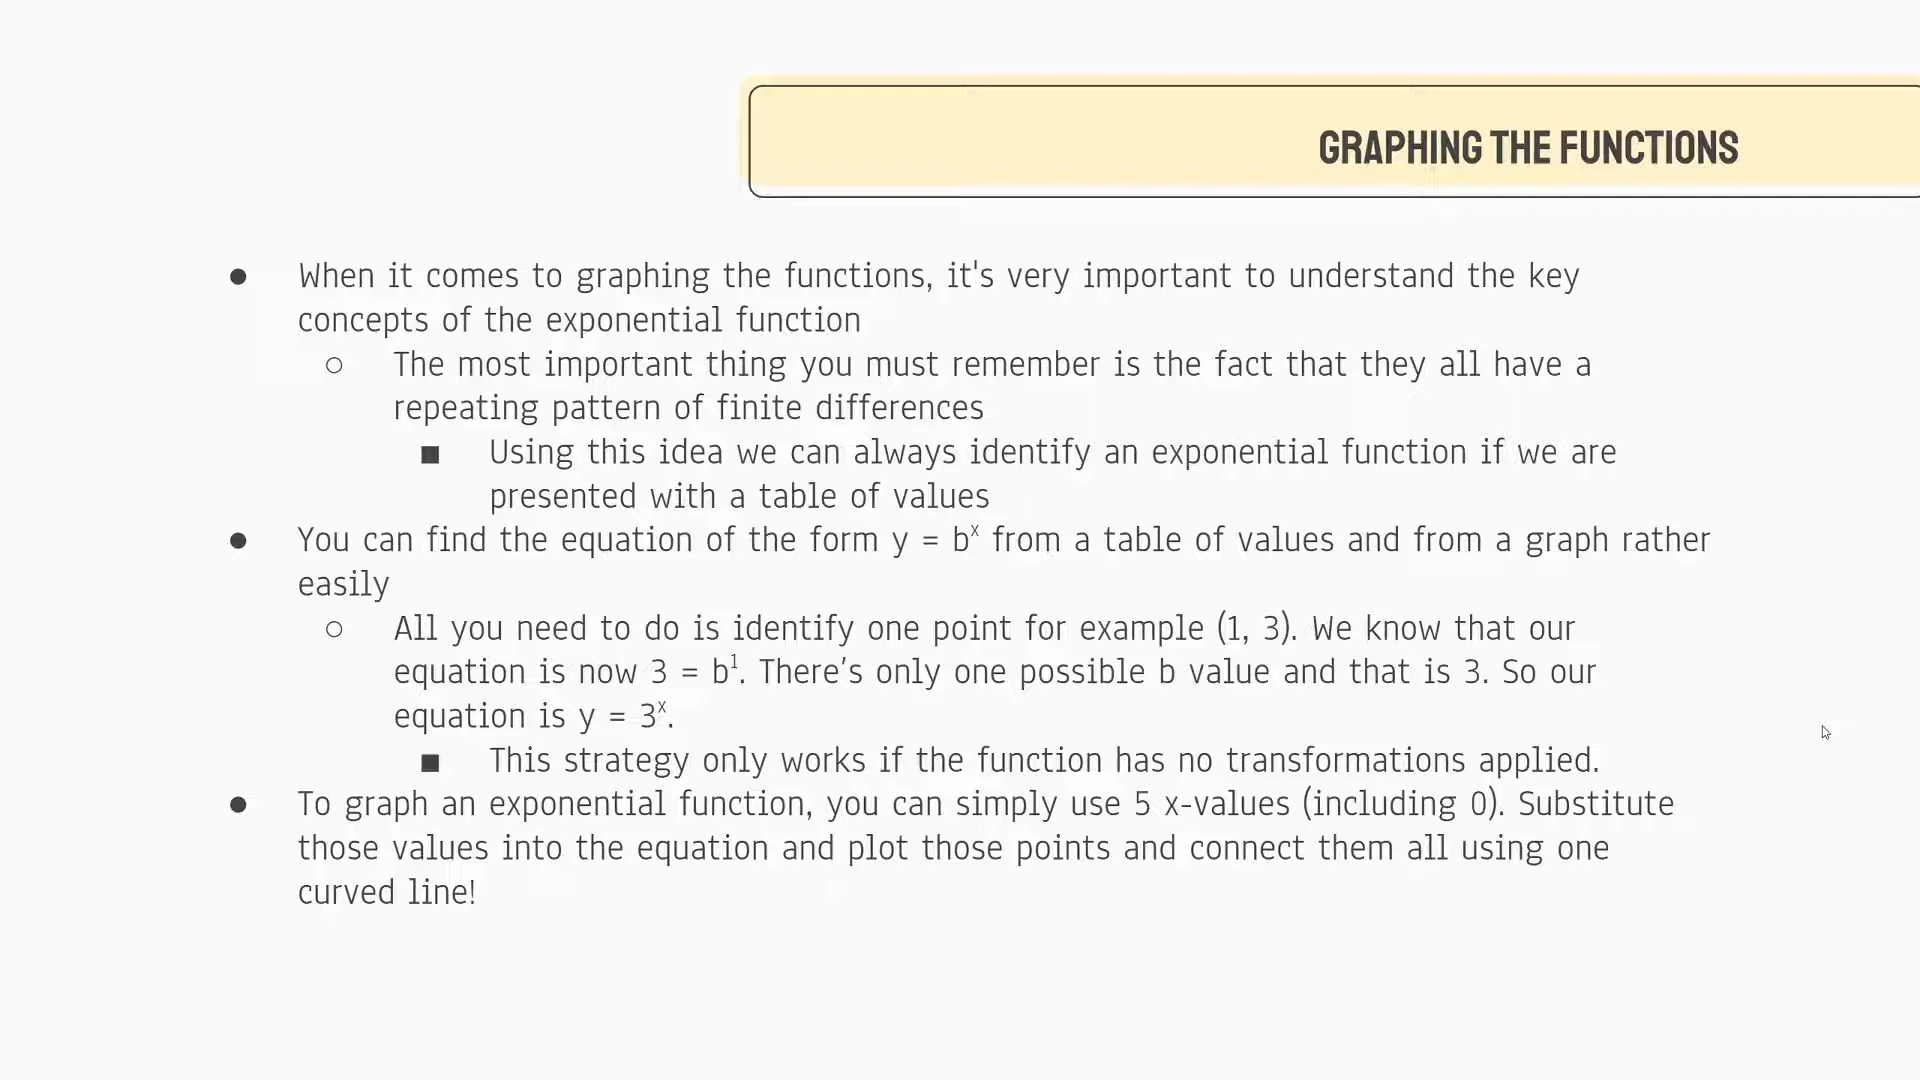 GRAPHING THE FUNCTIONS
● When it comes to graphing the functions, it's very important to understand the key
concepts of the exponential function
○ The most important thing you must remember is the fact that they all have a
repeating pattern of finite differences
■ Using this idea we can always identify an exponential function if we are
presented with a table of values
● You can find the equation of the form y = bˣ from a table of values and from a graph rather
easily
○ All you need to do is identify one point for example (1, 3). We know that our
equation is now 3 = b¹. There’s only one possible b value and that is 3. So our
equation is y = 3ˣ.
■ This strategy only works if the function has no transformations applied.
● To graph an exponential function, you can simply use 5 x-values (including 0). Substitute
those values into the equation and plot those points and connect them all using one
curved line!